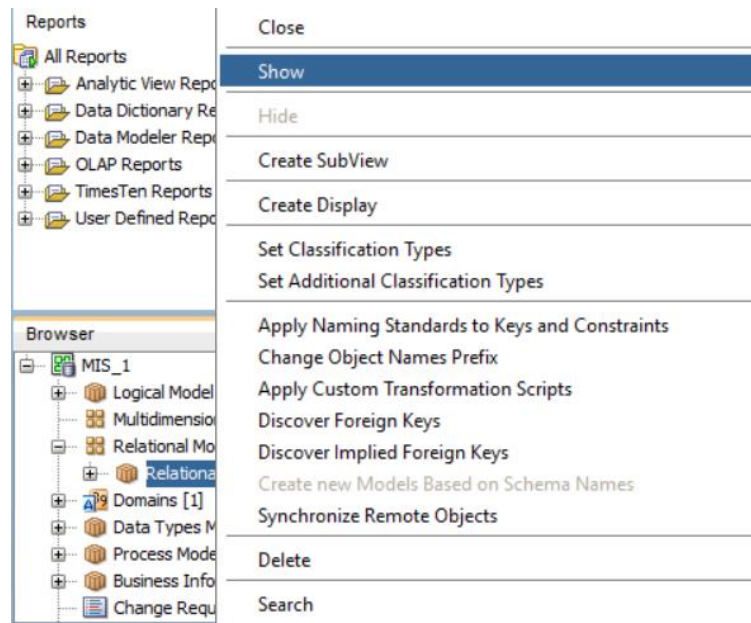 Reports
All Reports
Analytic View Repo
Data Dictionary Re
Data Modeler Repo
OLAP Reports
TimesTen Reports
User Defined Repo
Browser
MIS_1
Logical Model
Multidimension
Relational Mo
Relationa
Domains [1]
Data Types M
Process Mode
Business Info
Change Requ
Close
Show
Hide
Create SubView
Create Display
Set Classification Types
Set Additional Classification Types
Apply Naming Standards to Keys and Constraints
Change Object Names Prefix
Apply Custom Transformation Scripts
Discover Foreign Keys
Discover Implied Foreign Keys
Create new Models Based on Schema Names
Synchronize Remote Objects
Delete
Search